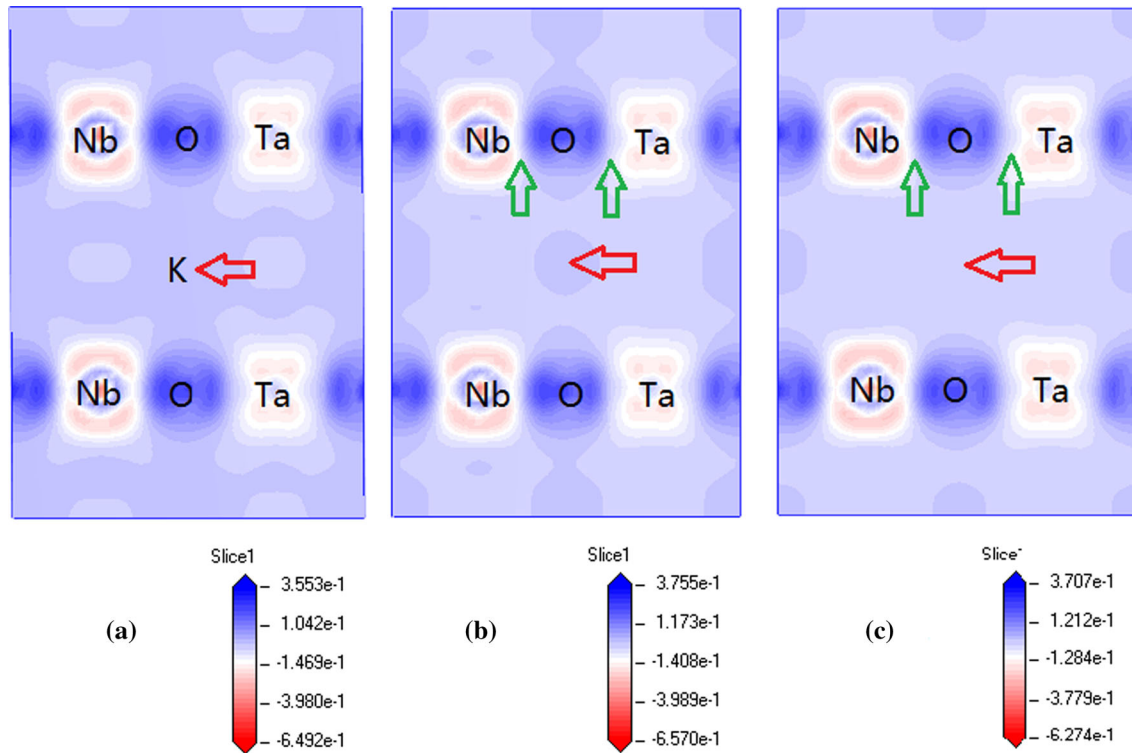 Nb O Ta
K
Nb O Ta
Nb O Ta
Nb O Ta
Nb O Ta
Nb O Ta
(a)
Slice1
3.553e-1
1.042e-1
-1.469e-1
-3.980e-1
-6.492e-1
(b)
Slice1
3.755e-1
1.173e-1
-1.408e-1
-3.989e-1
-6.570e-1
(c)
3.707e-1
1.212e-1
-1.284e-1
-3.779e-1
-6.274e-1